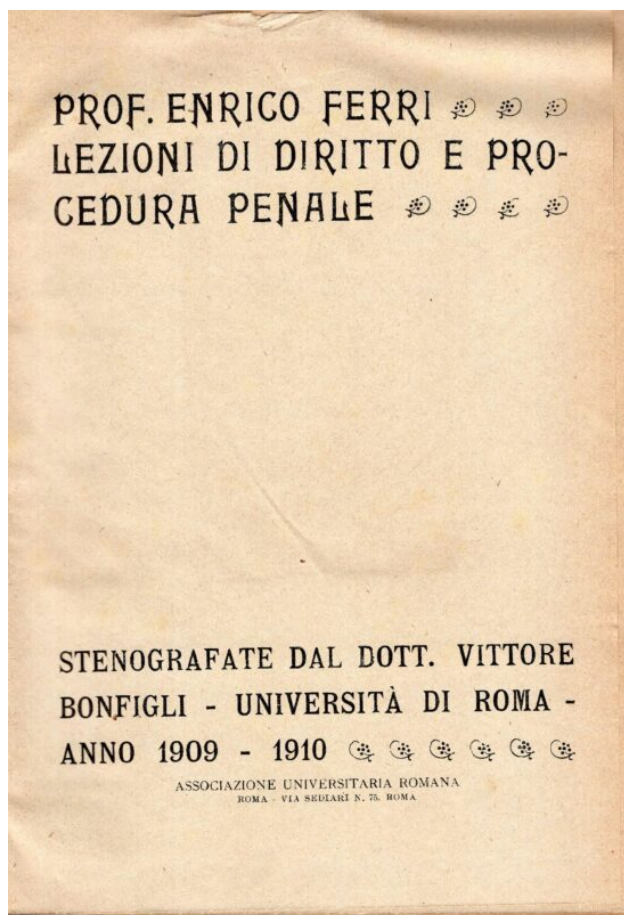 PROF. ENRICO FERRI
LEZIONI DI DIRITTO E PRO-
CEDURA PENALE
STENOGRAFATE DAL DOTT. VITTORE
BONFIGLI - UNIVERSITÀ DI ROMA -
ANNO 1909 - 1910
ASSOCIAZIONE UNIVERSITARIA ROMANA
ROMA - VIA SEDIARI N. 75. ROMA